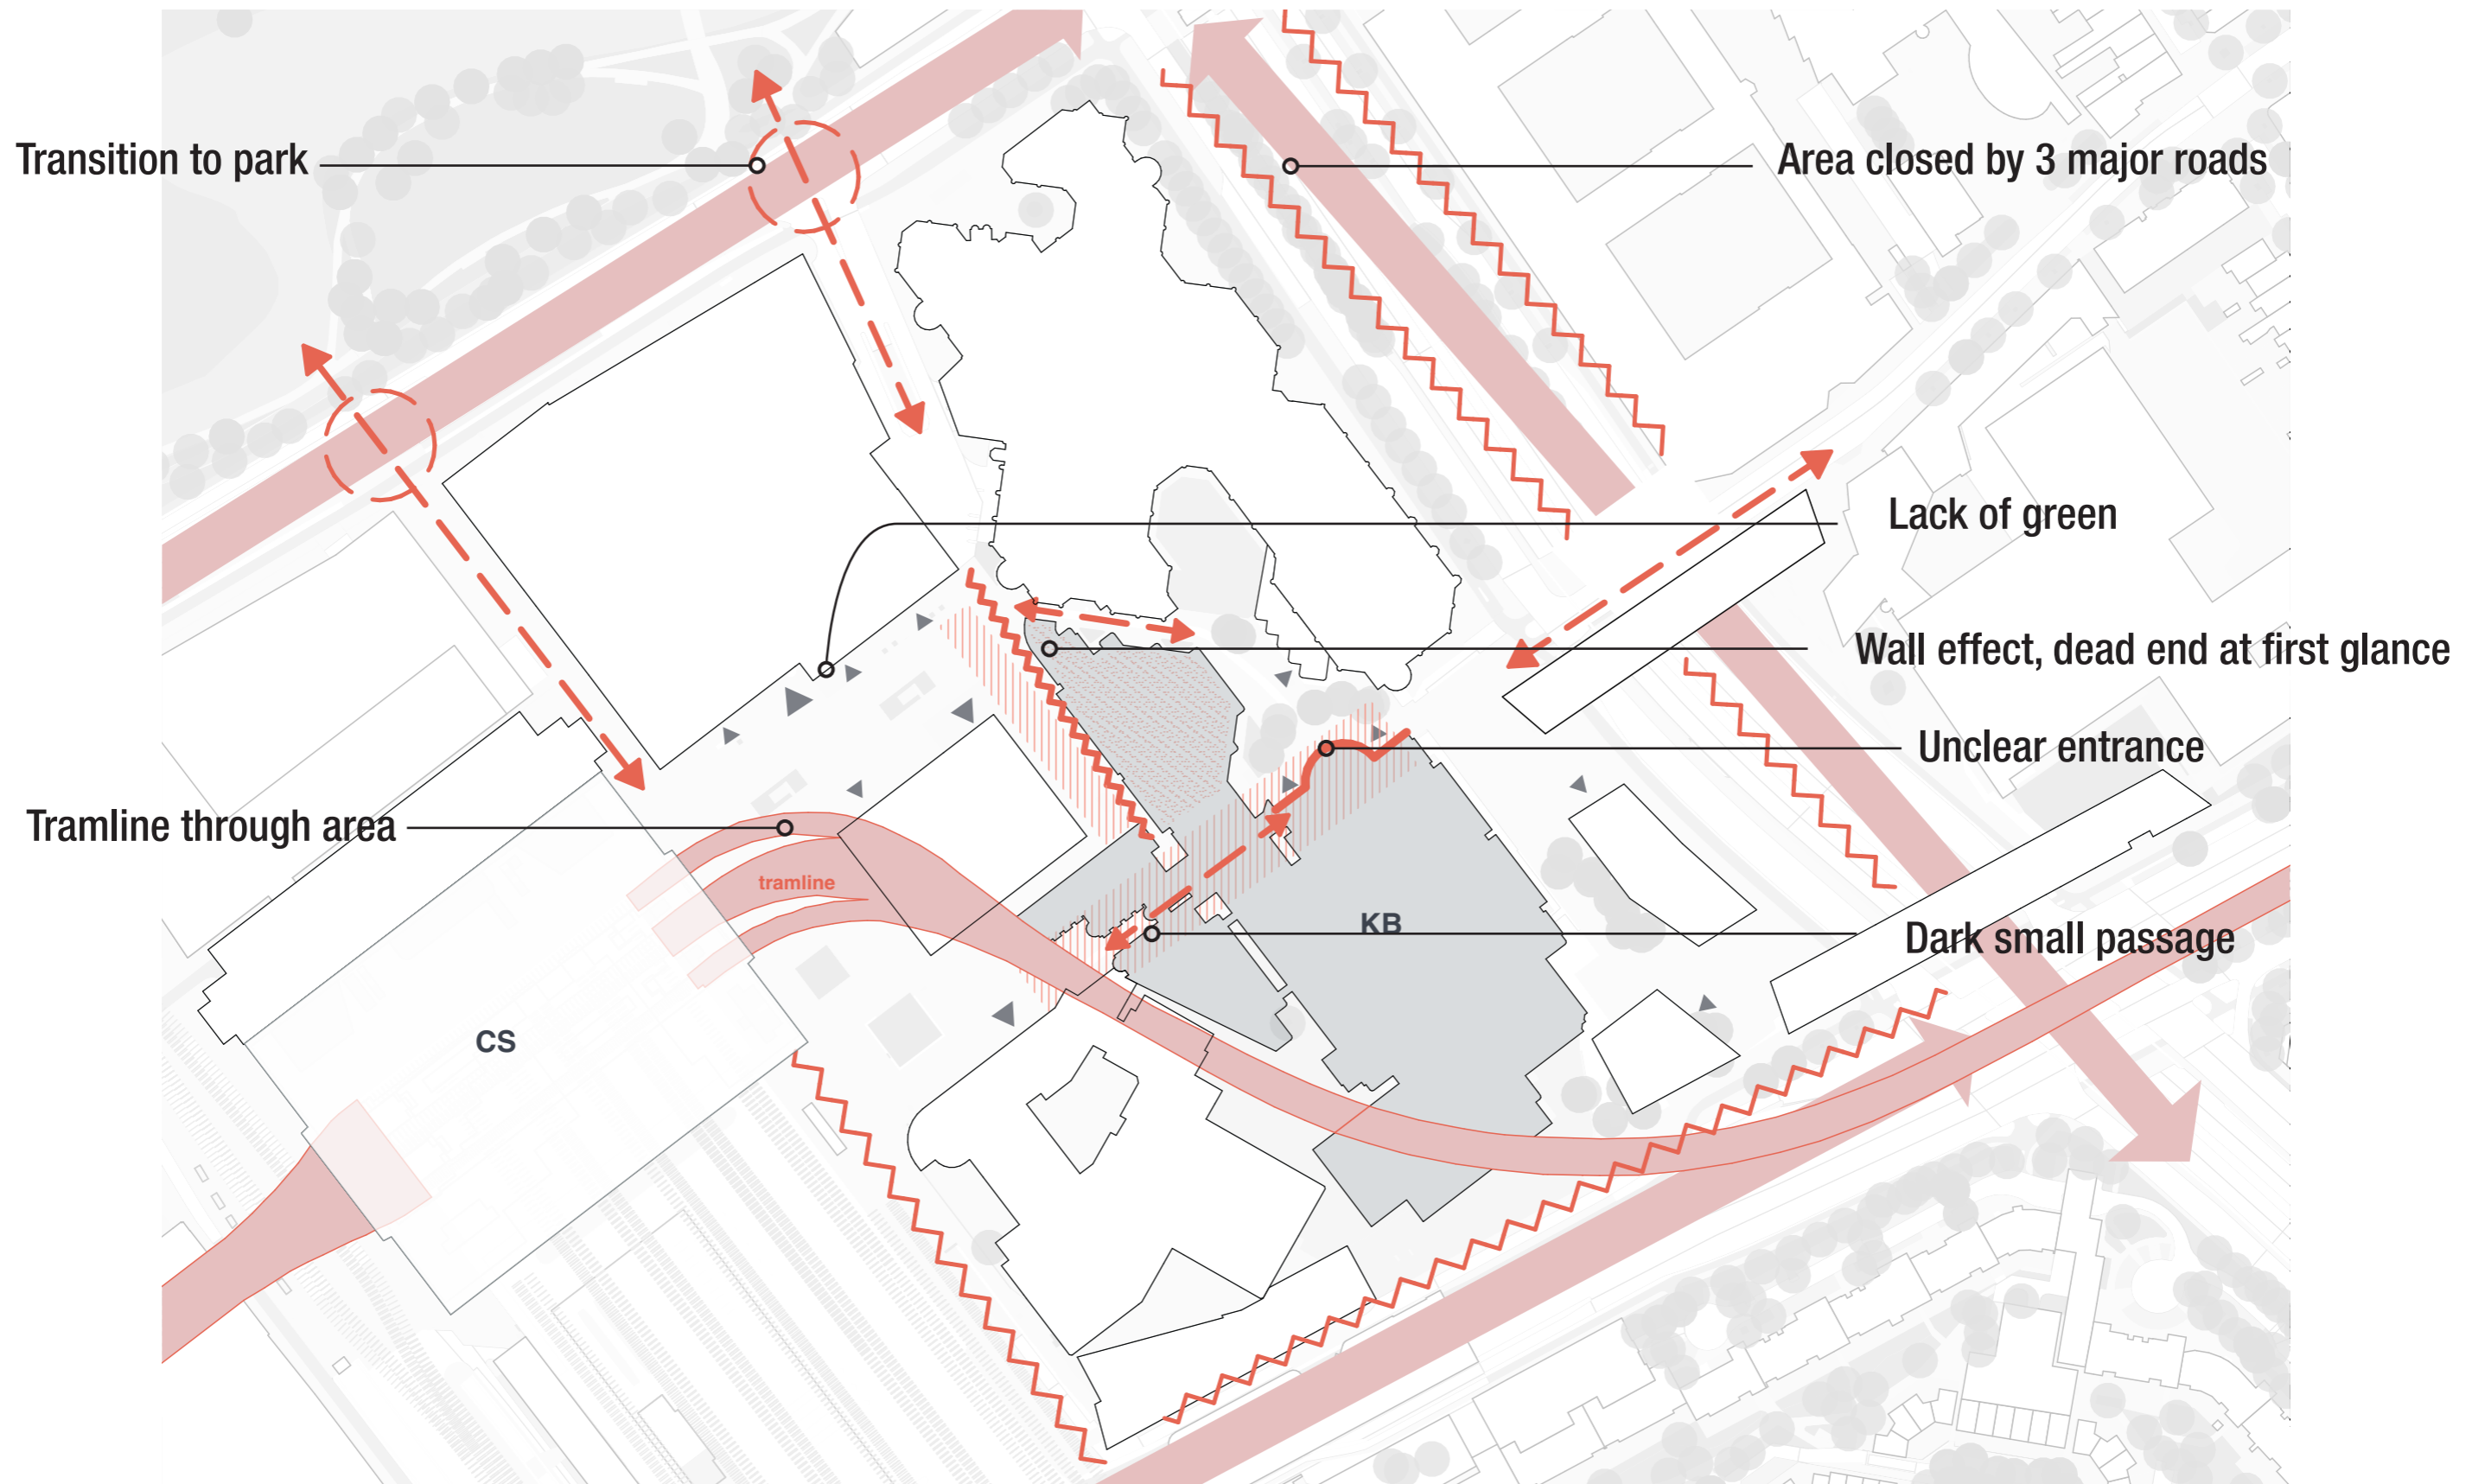 Transition to park
Area closed by 3 major roads
Lack of green
Wall effect, dead end at first glance
Unclear entrance
Tramline through area
tramline
KB
Dark small passage
CS